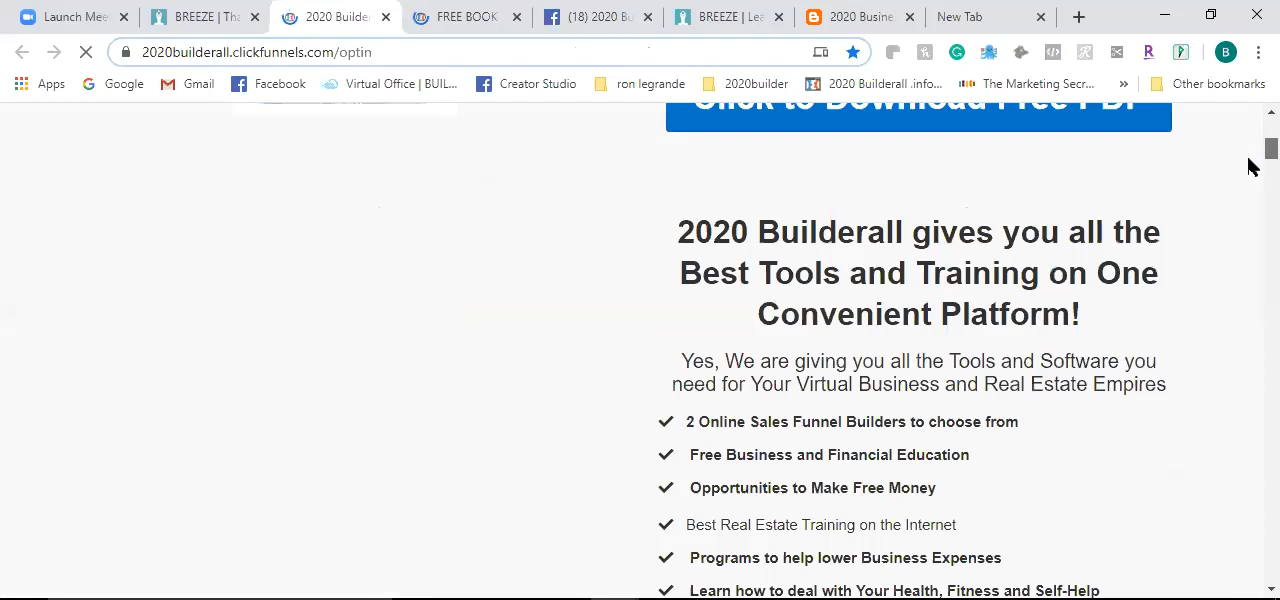 Launch Mee
BREEZE | Tha
2020 Builder
FREE BOOK
(18) 2020 Bu
BREEZE | Lea
2020 Busine
New Tab
2020builderall.clickfunnels.com/optin
B
Apps
Google
Gmail
Facebook
Virtual Office | BUIL...
Creator Studio
ron legrande
2020builder
2020 Builderall .info...
The Marketing Secr...
»
Other bookmarks
Click to Download Free PDF
2020 Builderall gives you all the
Best Tools and Training on One
Convenient Platform!
Yes, We are giving you all the Tools and Software you
need for Your Virtual Business and Real Estate Empires
2 Online Sales Funnel Builders to choose from
Free Business and Financial Education
Opportunities to Make Free Money
Best Real Estate Training on the Internet
Programs to help lower Business Expenses
Learn how to deal with Your Health, Fitness and Self-Help